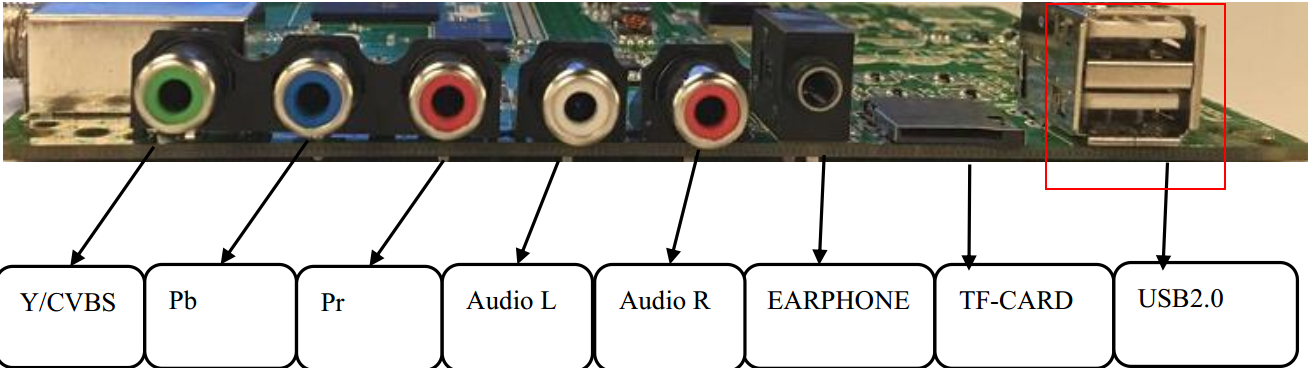 Y/CVBS
Pb
Pr
Audio L
Audio R
EARPHONE
TF-CARD
USB2.0